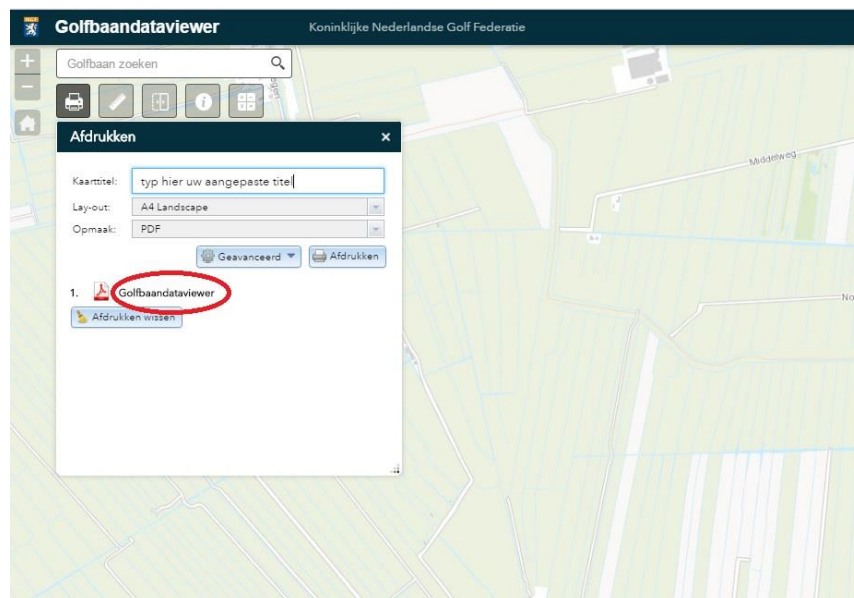 Golfbaandataviewer Koninklijke Nederlandse Golf Federatie
Golfbaan zoeken
Afdrukken ×
Kaarttitel: typ hier uw aangepaste titel
Lay-out: A4 Landscape
Opmaak: PDF
Geavanceerd Afdrukken
1. Golfbaandataviewer
Afdrukken wissen
Middelweg
No